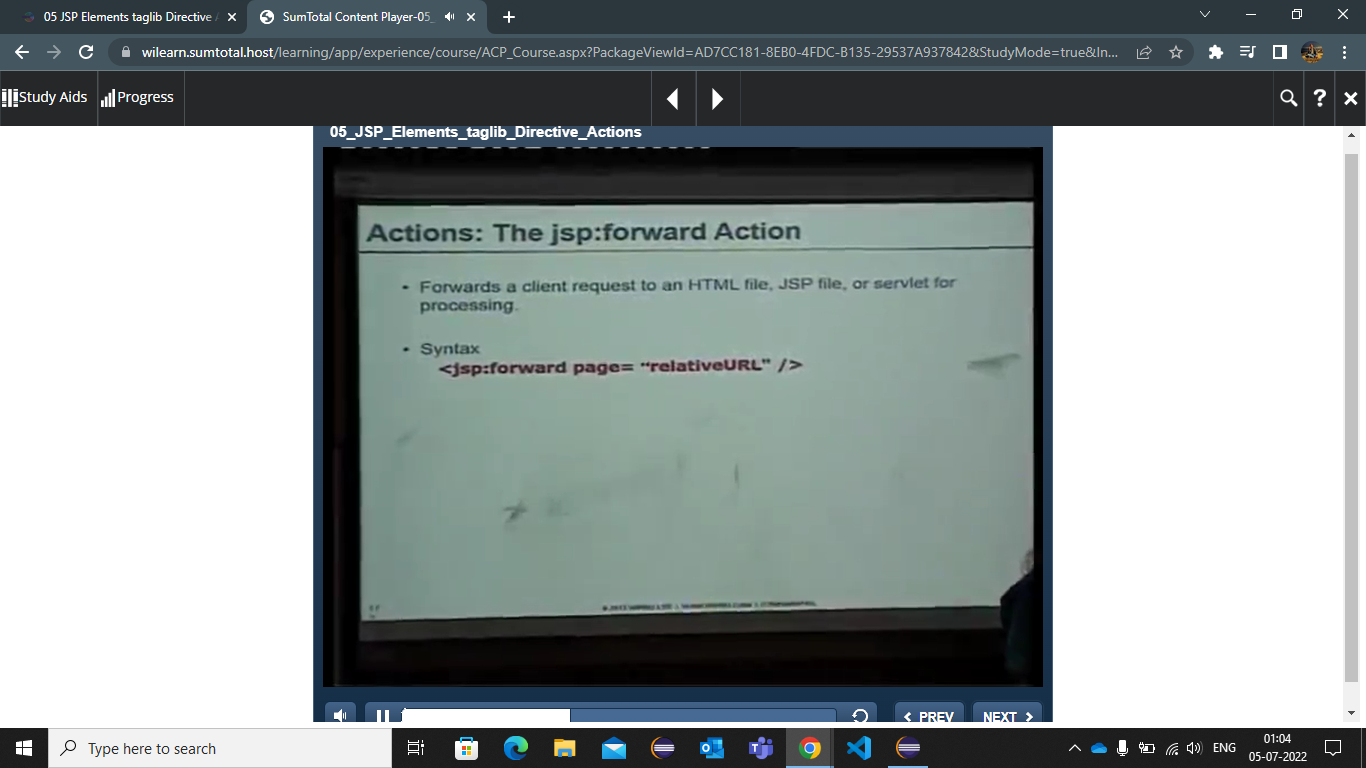 05 JSP Elements taglib Directive
SumTotal Content Player-05_
wilearn.sumtotal.host/learning/app/experience/course/ACP_Course.aspx?PackageViewId=AD7CC181-8EB0-4FDC-B135-29537A937842&StudyMode=true&In...
Study Aids
Progress
05_JSP_Elements_taglib_Directive_Actions
Actions: The jsp:forward Action
• Forwards a client request to an HTML file, JSP file, or servlet for
processing.
• Syntax
<jsp:forward page= “relativeURL” />
PREV
NEXT
Type here to search
ENG
01:04
05-07-2022